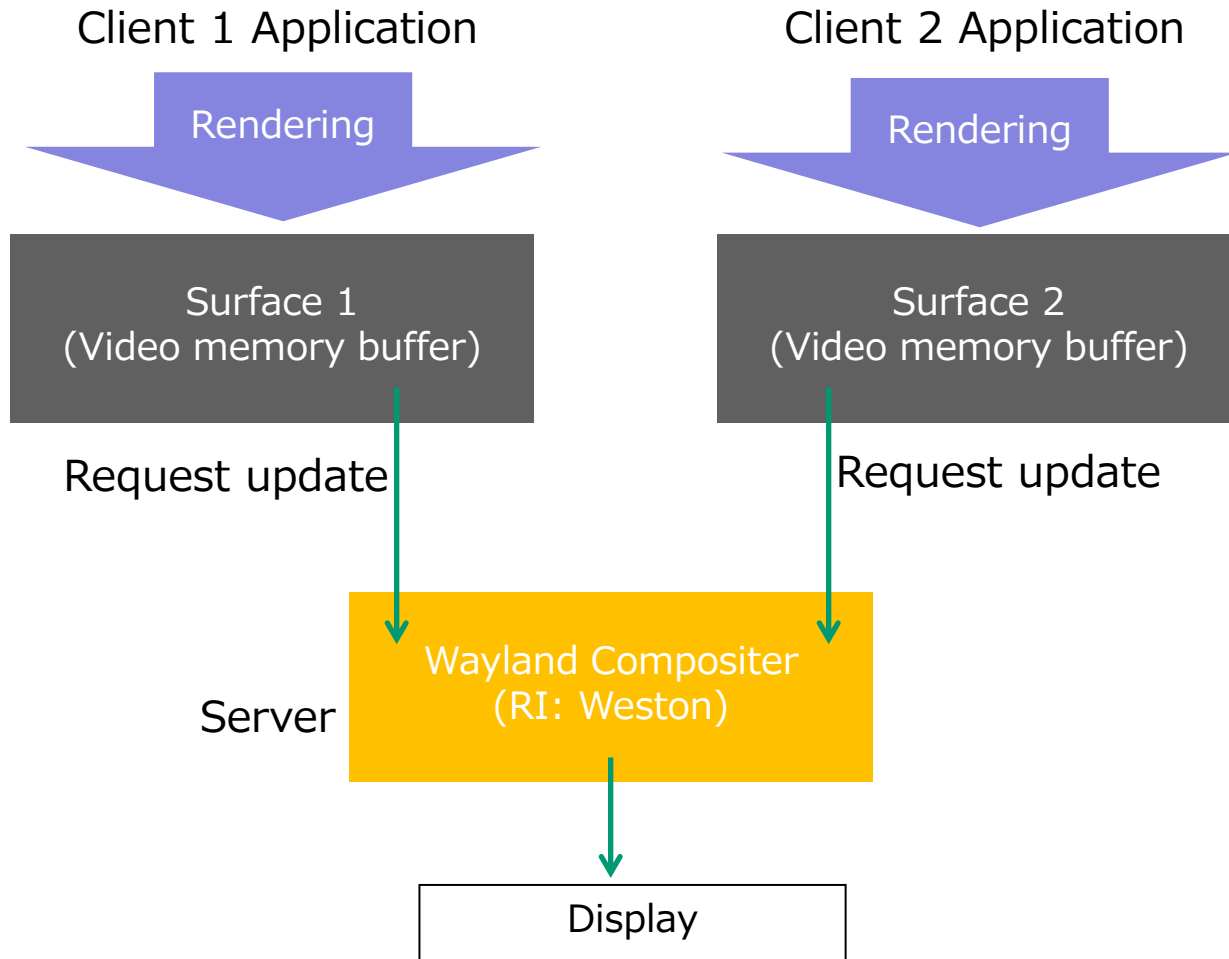 Client 1 Application
Client 2 Application
Rendering
Rendering
Surface 1
(Video memory buffer)
Surface 2
(Video memory buffer)
Request update
Request update
Wayland Compositer
(RI: Weston)
Server
Display